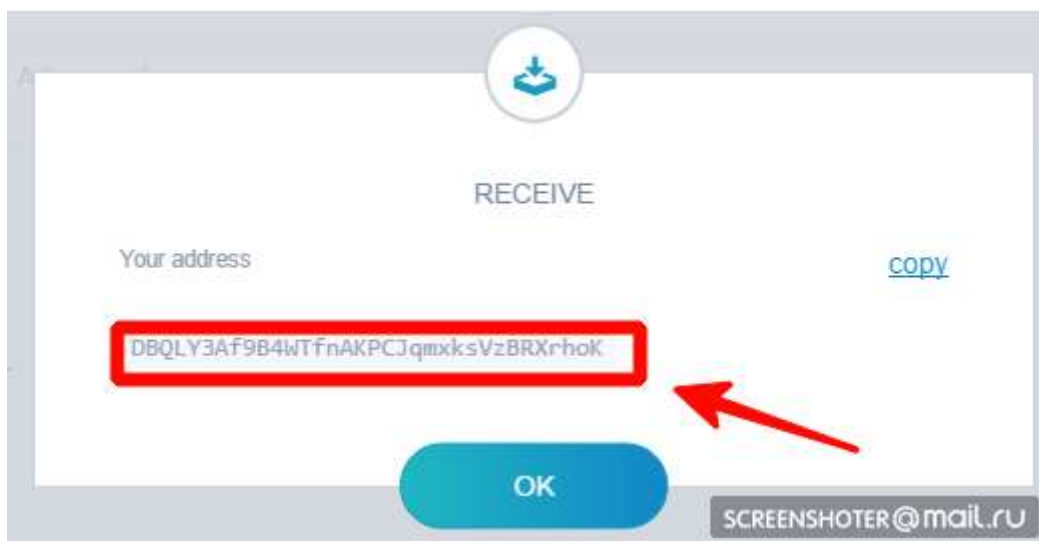 RECEIVE
Your address
copy
DBQLY3Af9B4WTfnAKPCJqmxksVzBRXrhoK
OK
SCREENSHOTER@mail.ru